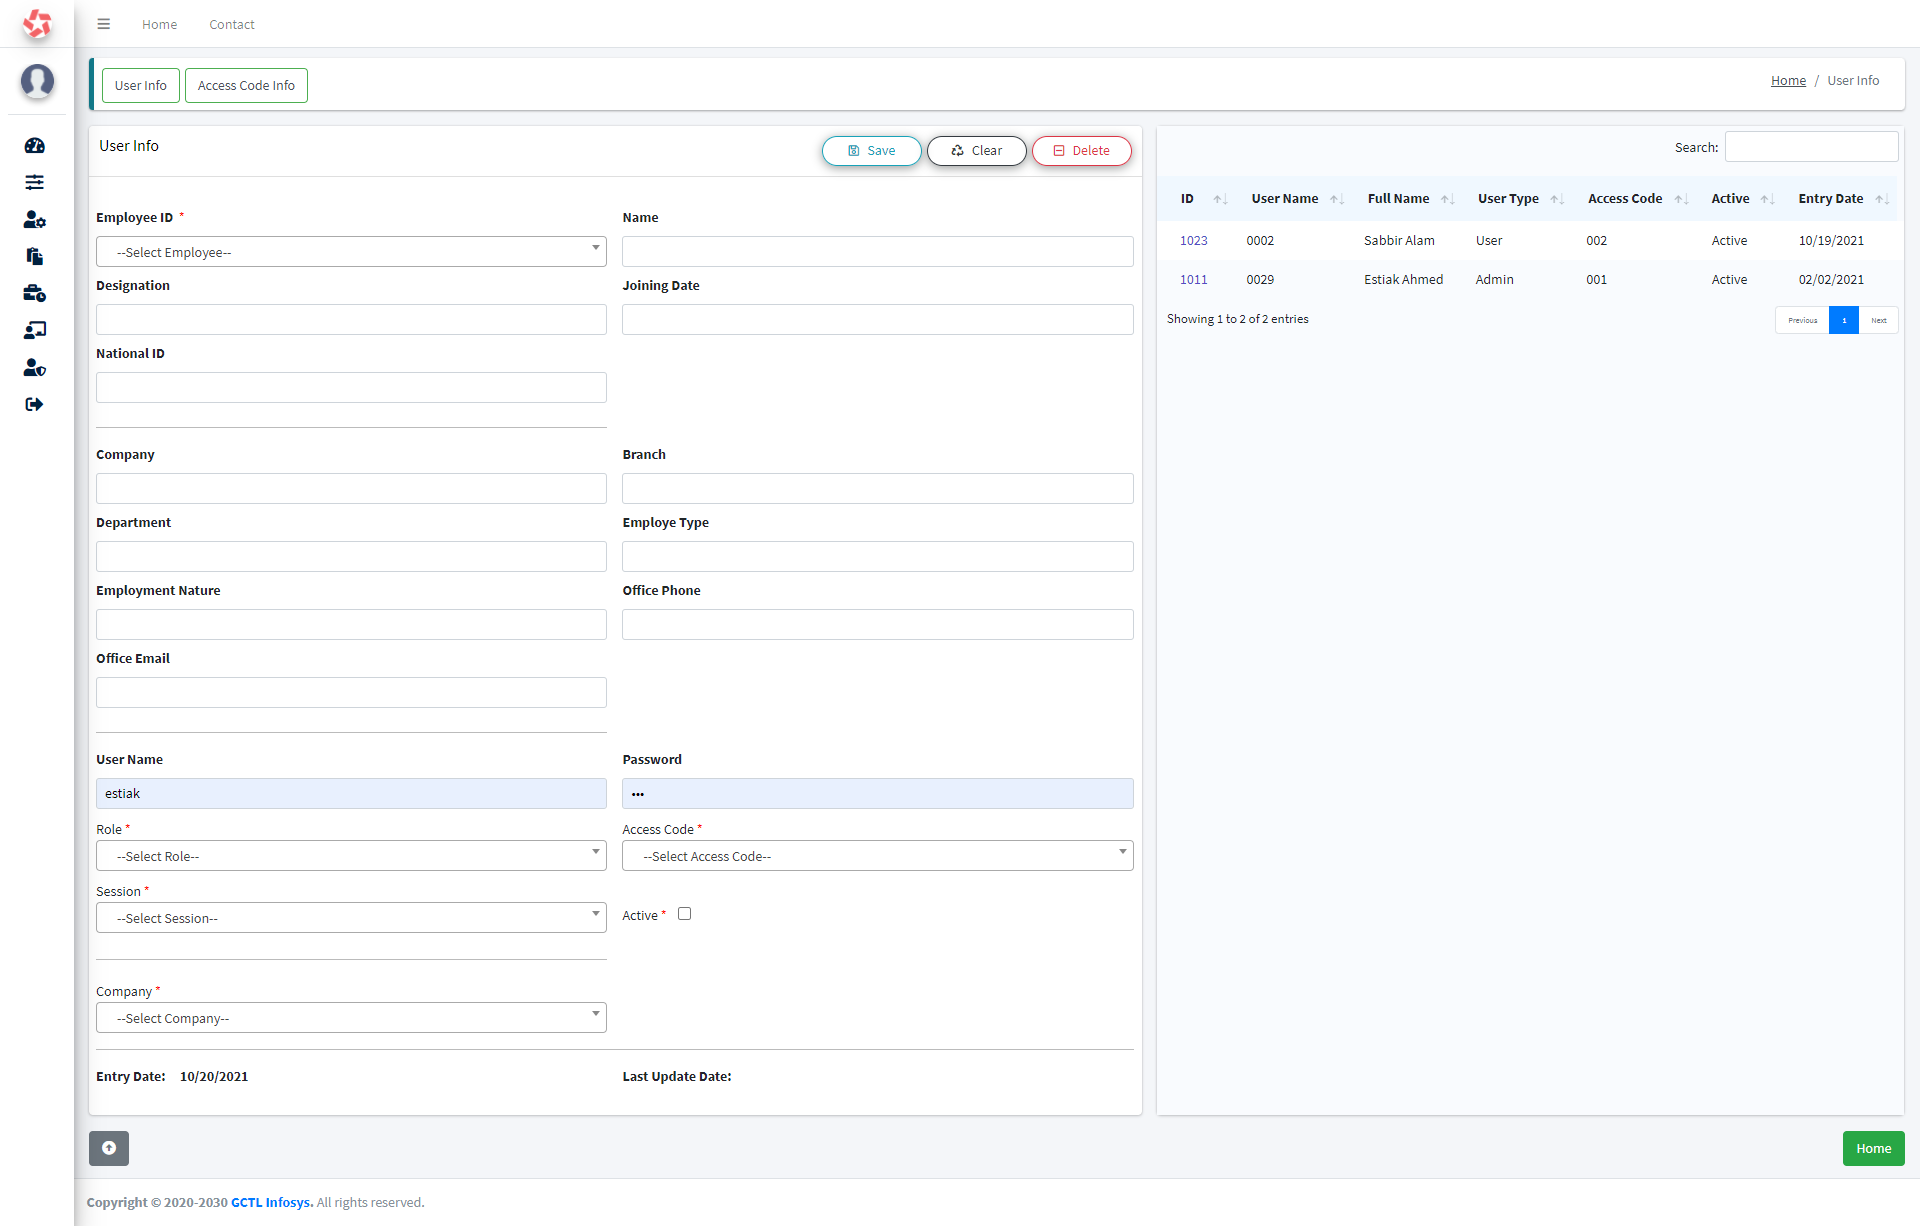 Home Contact
User Info Access Code Info
Home / User Info
User Info
Save Clear Delete
Employee ID *
Name
--Select Employee--
Designation
Joining Date
National ID
Company
Branch
Department
Employe Type
Employment Nature
Office Phone
Office Email
User Name
Password
estiak
•••
Role *
Access Code *
--Select Role--
--Select Access Code--
Session *
--Select Session--
Active *
Company *
--Select Company--
Entry Date: 10/20/2021
Last Update Date:
Search:
ID User Name Full Name User Type Access Code Active Entry Date
1023 0002 Sabbir Alam User 002 Active 10/19/2021
1011 0029 Estiak Ahmed Admin 001 Active 02/02/2021
Showing 1 to 2 of 2 entries
Previous 1 Next
Home
Copyright © 2020-2030 GCTL Infosys. All rights reserved.